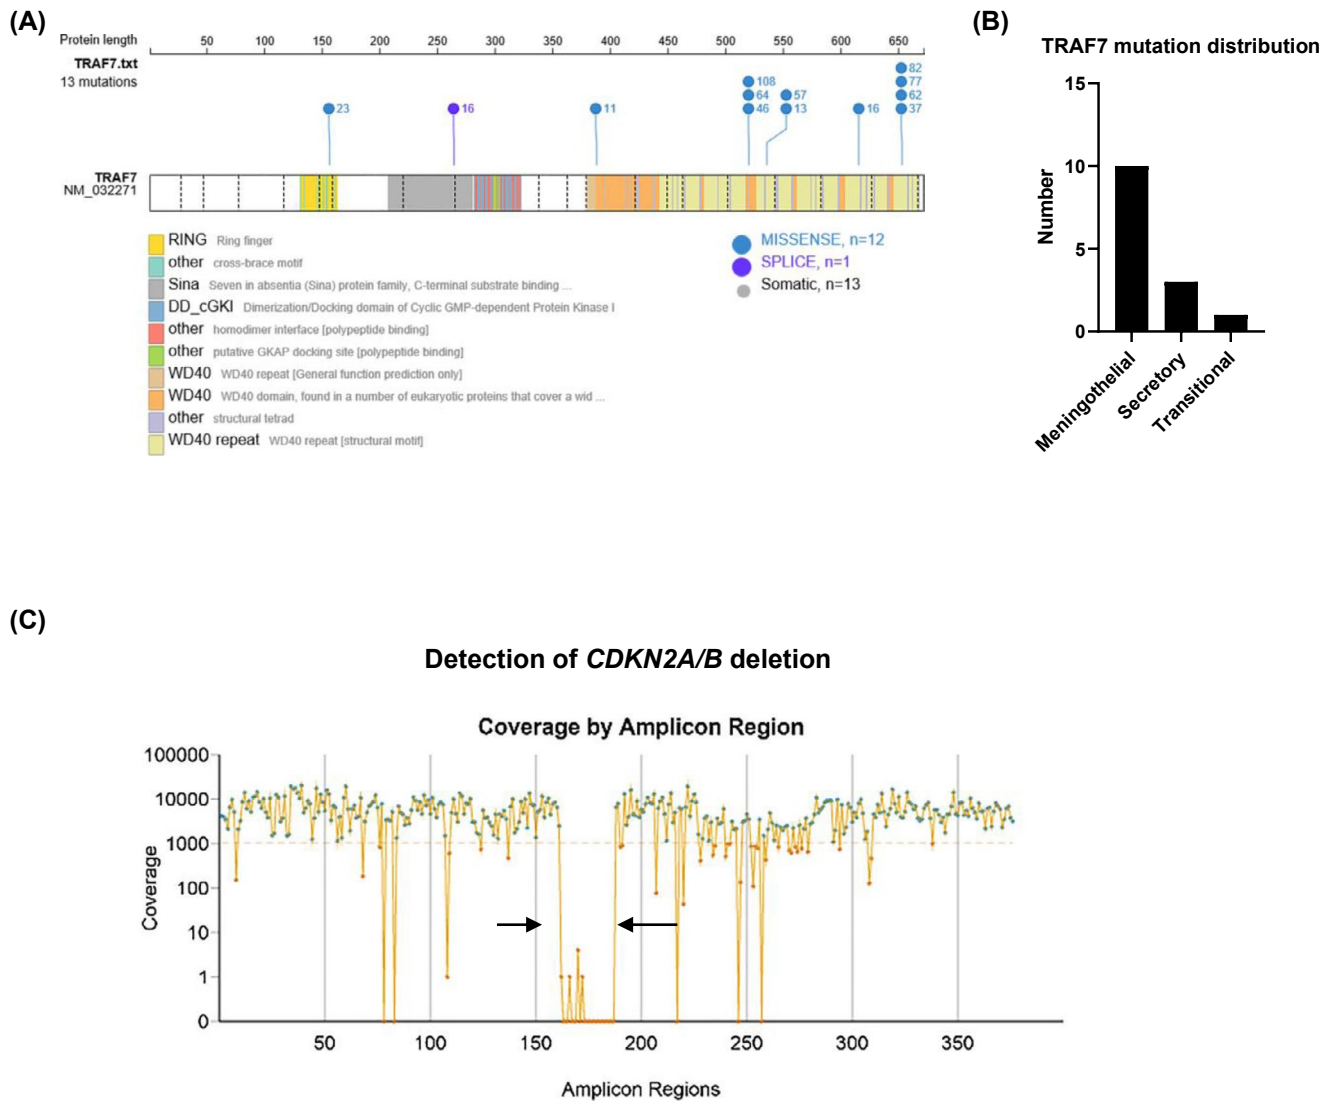 (A)
Protein length
50 100 150 200 250 300 350 400 450 500 550 600 650
TRAF7.txt
13 mutations
23
16
11
108
64
46
57
13
16
82
77
62
37
TRAF7
NM_032271
RING Ring finger
other cross-brace motif
Sina Seven in absentia (Sina) protein family, C-terminal substrate binding ...
DD_cGKI Dimerization/Docking domain of Cyclic GMP-dependent Protein Kinase I
other homodimer interface [polypeptide binding]
other putative GKAP docking site [polypeptide binding]
WD40 WD40 repeat [General function prediction only]
WD40 WD40 domain, found in a number of eukaryotic proteins that cover a wid ...
other structural tetrad
WD40 repeat WD40 repeat [structural motif]
MISSENSE, n=12
SPLICE, n=1
Somatic, n=13
(B)
TRAF7 mutation distribution
Number
15
10
5
0
Meningothelial
Secretory
Transitional
(C)
Detection of CDKN2A/B deletion
Coverage by Amplicon Region
Coverage
100000
10000
1000
100
10
1
0
50 100 150 200 250 300 350
Amplicon Regions